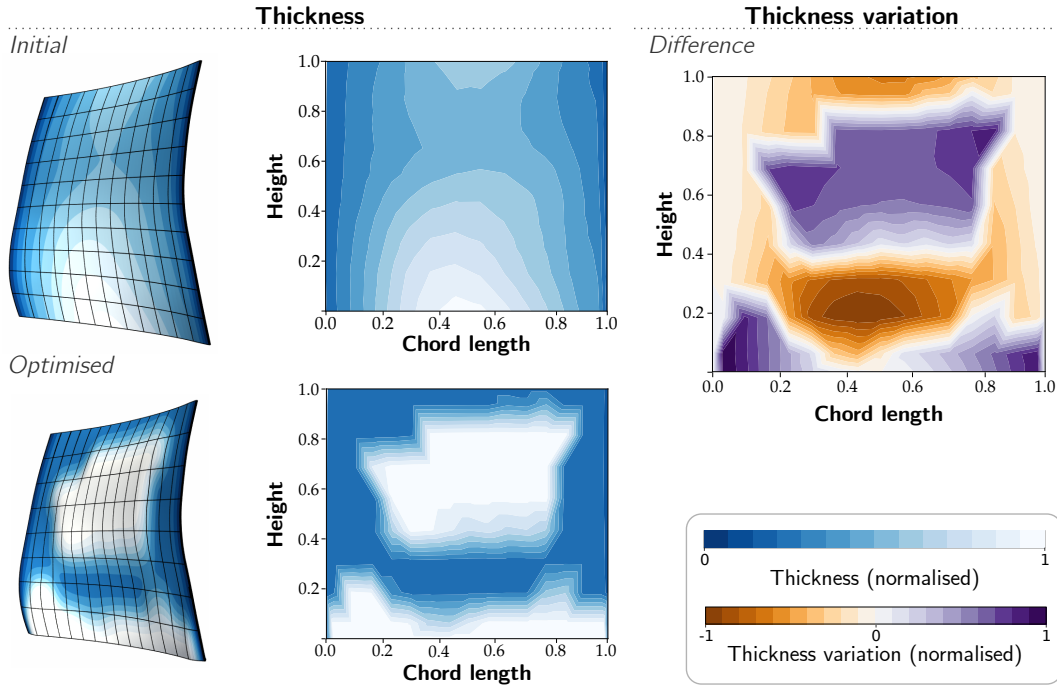 Thickness
Thickness variation
Initial
Difference
1.0
0.8
0.6
0.4
0.2
Height
0.0 0.2 0.4 0.6 0.8 1.0
Chord length
1.0
0.8
0.6
0.4
0.2
Height
0.0 0.2 0.4 0.6 0.8 1.0
Chord length
Optimised
1.0
0.8
0.6
0.4
0.2
Height
0.0 0.2 0.4 0.6 0.8 1.0
Chord length
0 1
Thickness (normalised)
-1 0 1
Thickness variation (normalised)